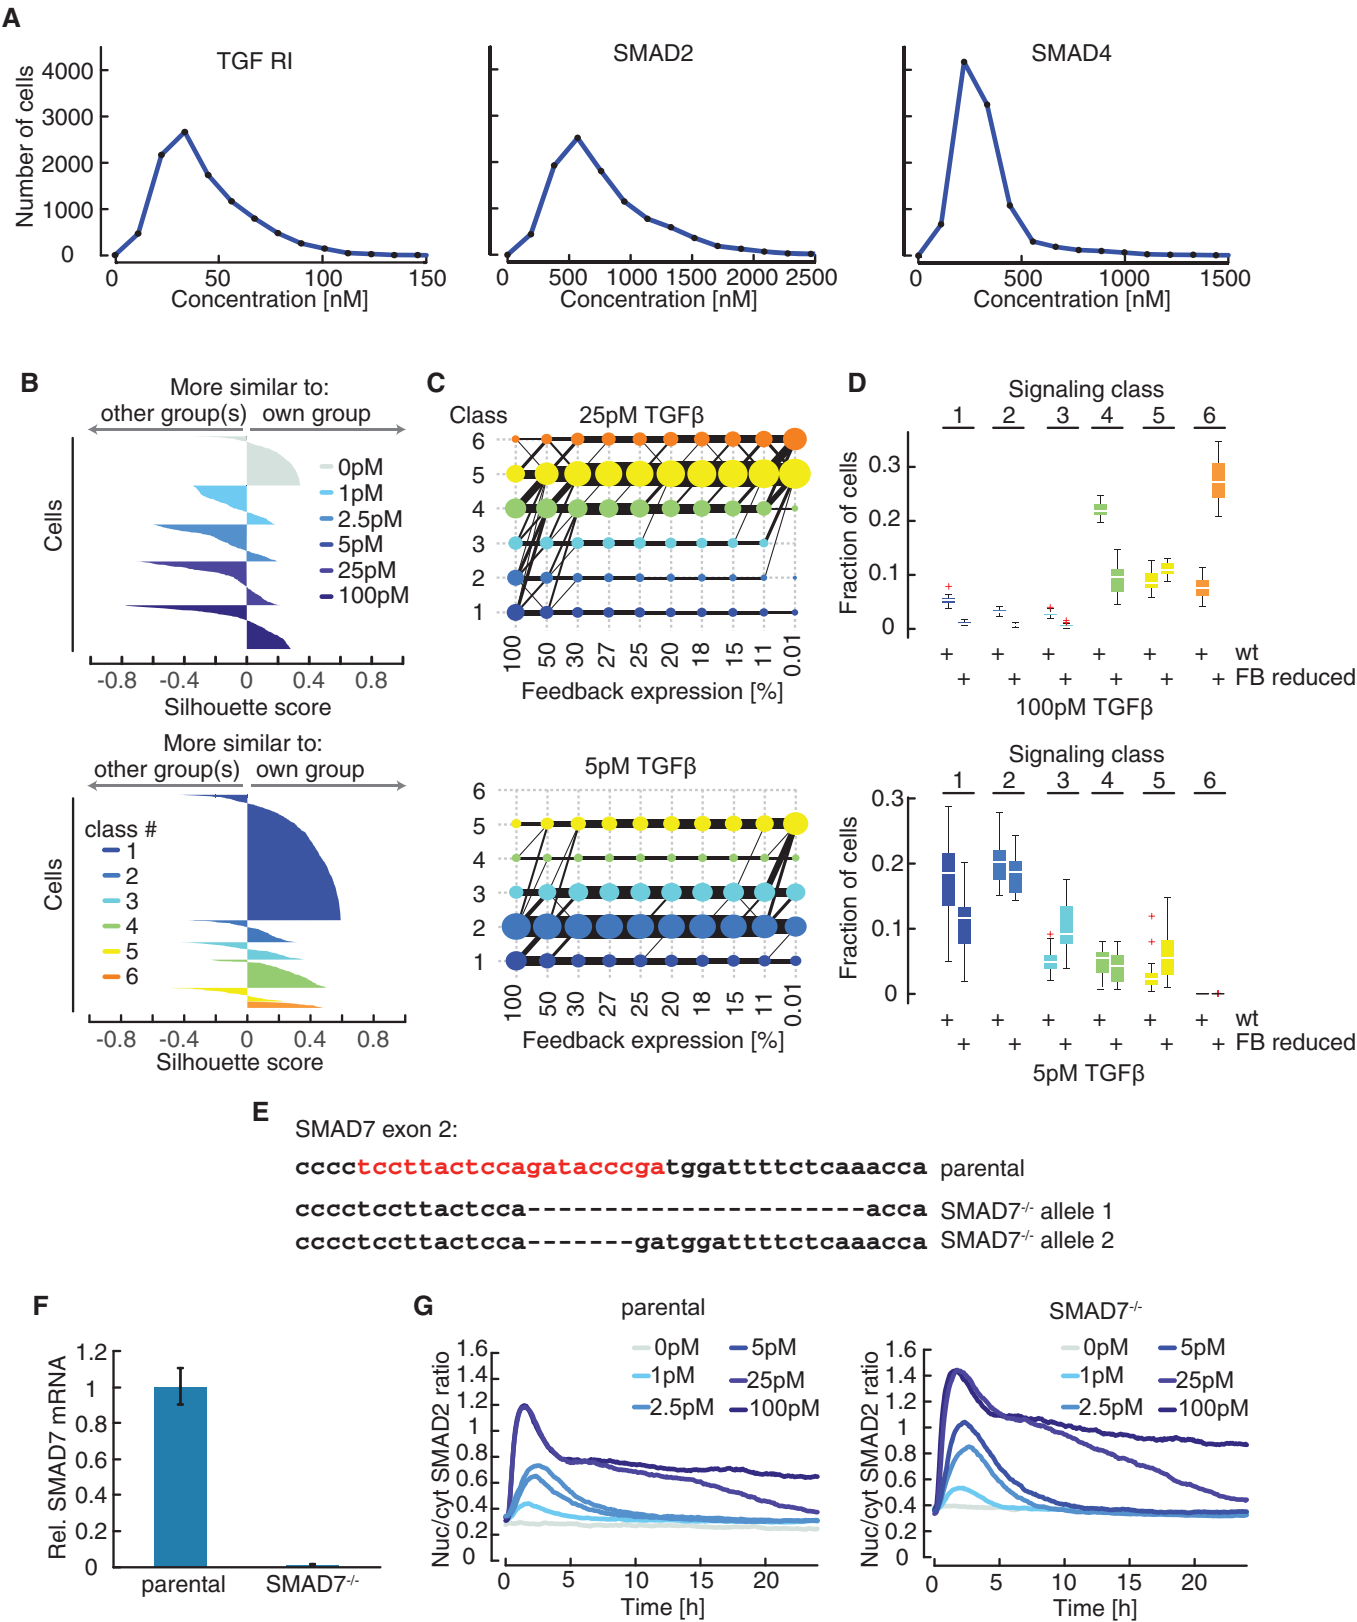 A
TGF RI
SMAD2
SMAD4
Number of cells
4000
3000
2000
1000
0
0 50 100 150
0 500 1000 1500 2000 2500
0 500 1000 1500
Concentration [nM]
Concentration [nM]
Concentration [nM]
B
More similar to:
other group(s) own group
Cells
0pM
1pM
2.5pM
5pM
25pM
100pM
-0.8 -0.4 0 0.4 0.8
Silhouette score
More similar to:
other group(s) own group
Cells
class #
1
2
3
4
5
6
-0.8 -0.4 0 0.4 0.8
Silhouette score
C
Class 25pM TGFβ
6
5
4
3
2
1
100 50 30 27 25 20 18 15 11 0.01
Feedback expression [%]
5pM TGFβ
6
5
4
3
2
1
100 50 30 27 25 20 18 15 11 0.01
Feedback expression [%]
D
Signaling class
1 2 3 4 5 6
Fraction of cells
0.3
0.2
0.1
0
+ + + + + + wt
+ + + + + + FB reduced
100pM TGFβ
Signaling class
1 2 3 4 5 6
Fraction of cells
0.3
0.2
0.1
0
+ + + + + + wt
+ + + + + + FB reduced
5pM TGFβ
E
SMAD7 exon 2:
cccctccttactccagatacccgatggattttctcaaacca parental
cccctccttactcca----------------------acca SMAD7-/- allele 1
cccctccttactcca-------gatggattttctcaaacca SMAD7-/- allele 2
F
Rel. SMAD7 mRNA
1.2
1
0.8
0.6
0.4
0.2
0
parental SMAD7-/-
G
parental
Nuc/cyt SMAD2 ratio
1.6
1.4
1.2
1
0.8
0.6
0.4
0.2
0
0pM 5pM
1pM 25pM
2.5pM 100pM
0 5 10 15 20
Time [h]
SMAD7-/-
Nuc/cyt SMAD2 ratio
1.6
1.4
1.2
1
0.8
0.6
0.4
0.2
0
0pM 5pM
1pM 25pM
2.5pM 100pM
0 5 10 15 20
Time [h]